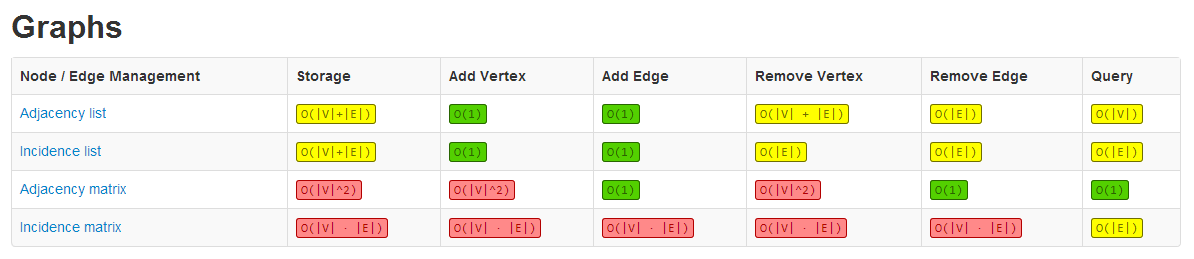 Graphs
Node / Edge Management Storage Add Vertex Add Edge Remove Vertex Remove Edge Query
Adjacency list O(|V|+|E|) O(1) O(1) O(|V| + |E|) O(|E|) O(|V|)
Incidence list O(|V|+|E|) O(1) O(1) O(|E|) O(|E|) O(|E|)
Adjacency matrix O(|V|^2) O(|V|^2) O(1) O(|V|^2) O(1) O(1)
Incidence matrix O(|V| · |E|) O(|V| · |E|) O(|V| · |E|) O(|V| · |E|) O(|V| · |E|) O(|E|)